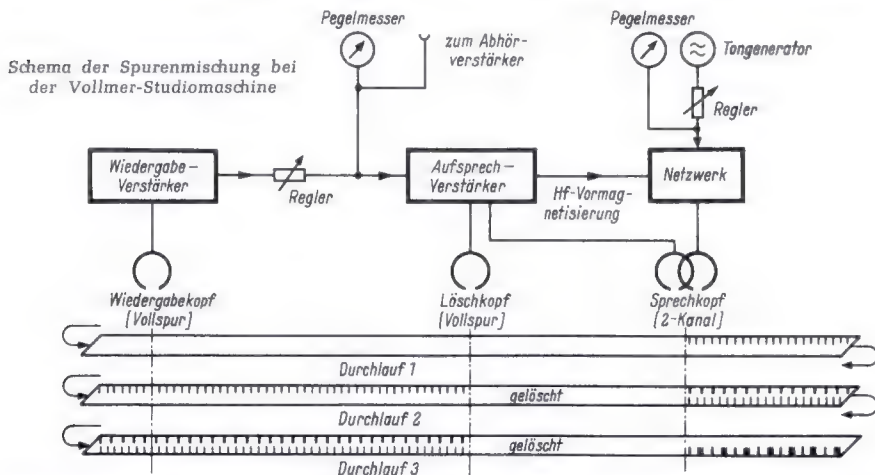 Schema der Spurenmischung bei
der Vollmer-Studiomaschine
Pegelmesser
zum Abhör-
verstärker
Pegelmesser
Tongenerator
Regler
Wiedergabe-
Verstärker
Regler
Aufsprech-
Verstärker
Hf-Vormag-
netisierung
Netzwerk
Wiedergabekopf
[Vollspur]
Löschkopf
[Vollspur]
Sprechkopf
[2-Kanal]
Durchlauf 1
gelöscht
Durchlauf 2
gelöscht
Durchlauf 3